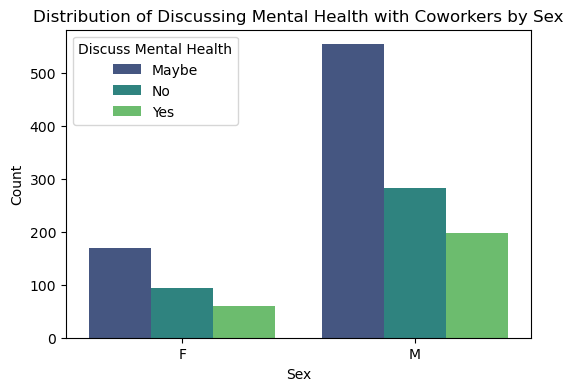 Distribution of Discussing Mental Health with Coworkers by Sex
Discuss Mental Health
Maybe
No
Yes
Count
500
400
300
200
100
0
F
M
Sex